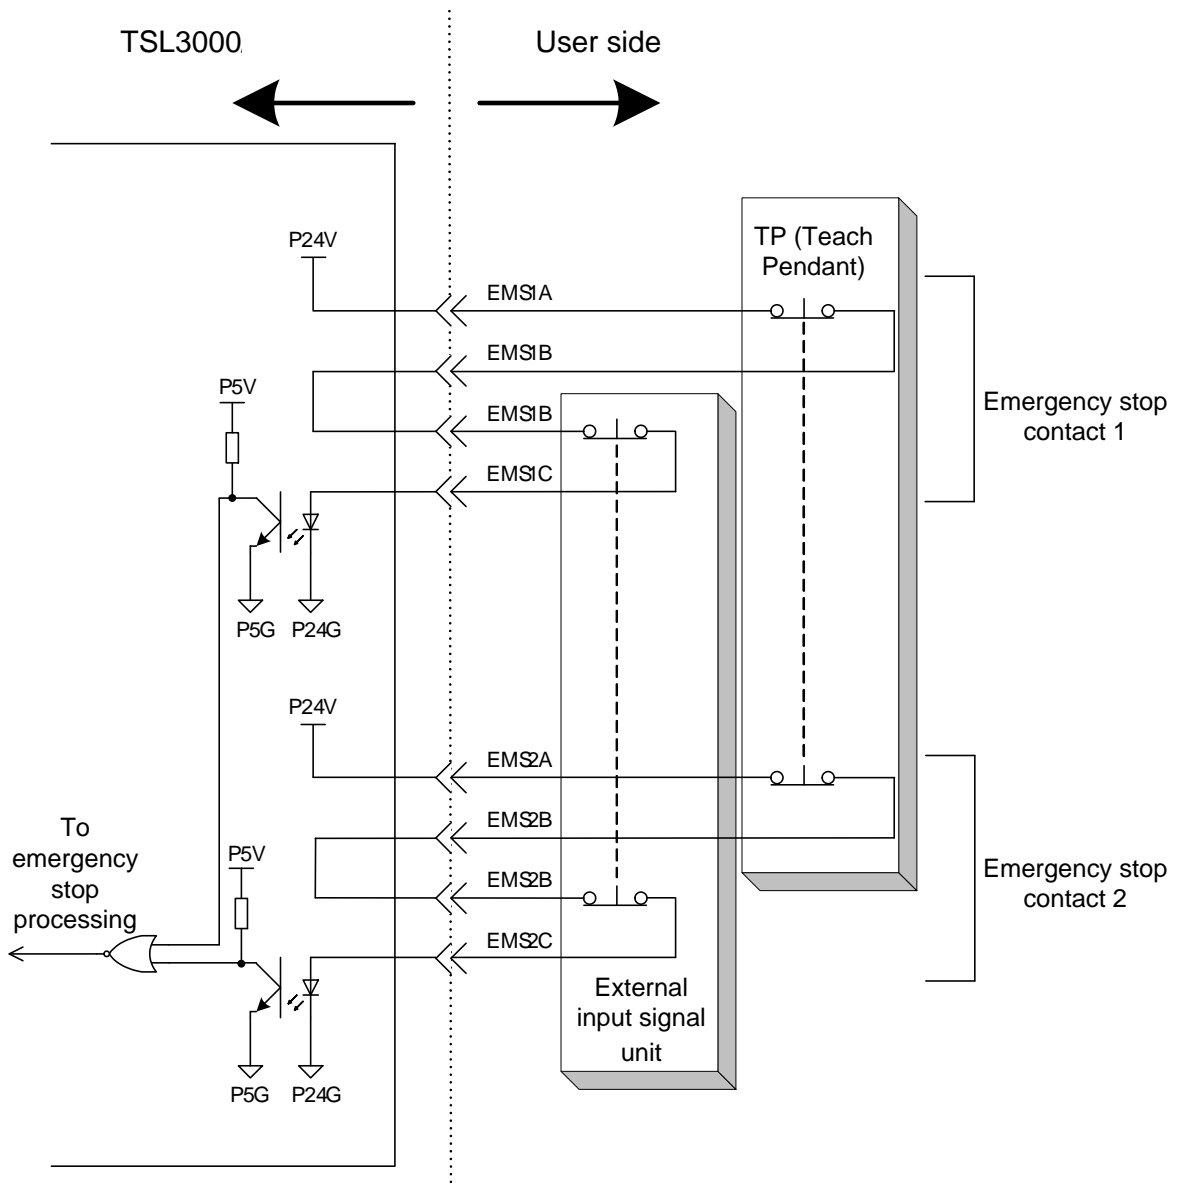 TSL3000
User side
P24V
TP (Teach
Pendant)
EMS1A
EMS1B
P5V
EMS1B
Emergency stop
contact 1
EMS1C
P5G
P24G
P24V
EMS2A
To
emergency
stop
processing
EMS2B
P5V
EMS2B
Emergency stop
contact 2
EMS2C
External
input signal
unit
P5G
P24G